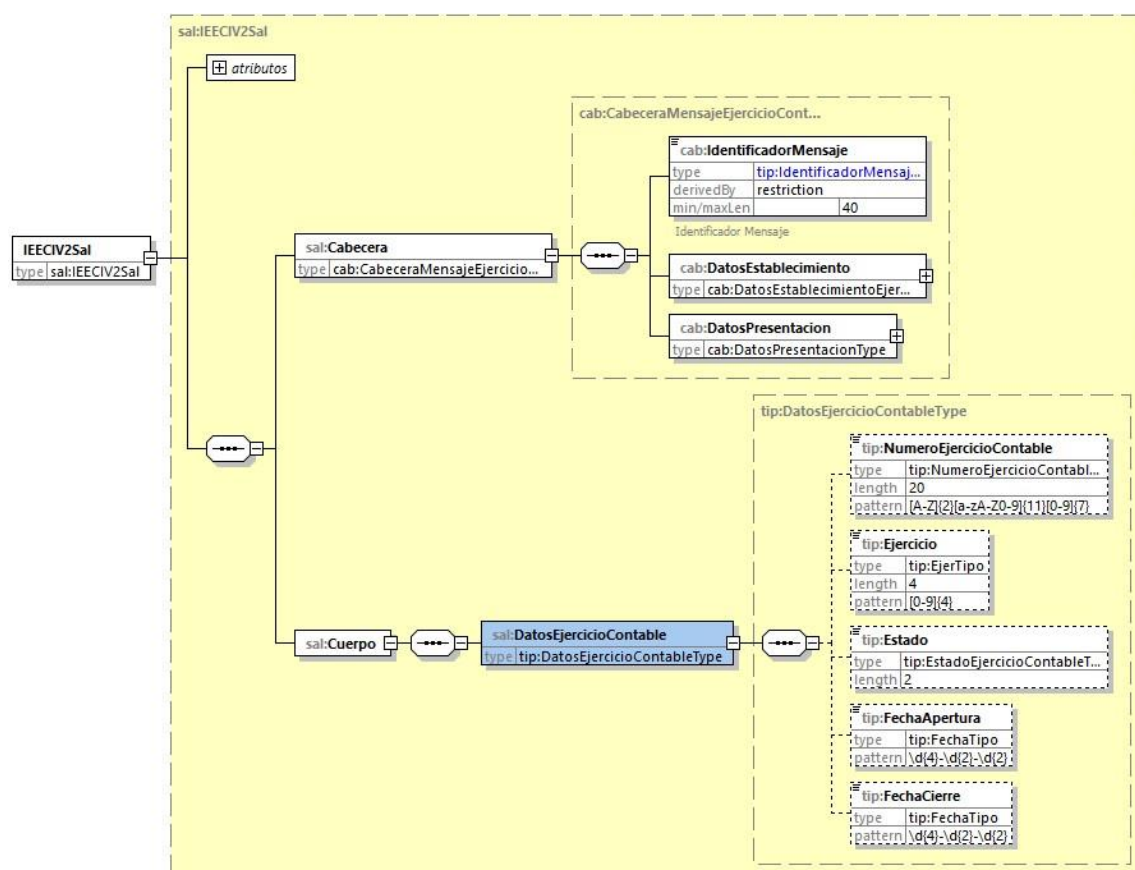 sal:IEECIV2Sal
atributos
cab:CabeceraMensajeEjercicioCont...
cab:IdentificadorMensaje
type tip:IdentificadorMensaj...
derivedBy restriction
min/maxLen 40
Identificador Mensaje
IEECIV2Sal
type sal:IEECIV2Sal
sal:Cabecera
type cab:CabeceraMensajeEjercicio...
cab:DatosEstablecimiento
type cab:DatosEstablecimientoEjer...
cab:DatosPresentacion
type cab:DatosPresentacionType
tip:DatosEjercicioContableType
tip:NumeroEjercicioContable
type tip:NumeroEjercicioContabl...
length 20
pattern [A-Z]{2}[a-zA-Z0-9]{11}[0-9]{7}
tip:Ejercicio
type tip:EjerTipo
length 4
pattern [0-9]{4}
sal:Cuerpo
sal:DatosEjercicioContable
type tip:DatosEjercicioContableType
tip:Estado
type tip:EstadoEjercicioContableT...
length 2
tip:FechaApertura
type tip:FechaTipo
pattern \d{4}-\d{2}-\d{2}
tip:FechaCierre
type tip:FechaTipo
pattern \d{4}-\d{2}-\d{2}